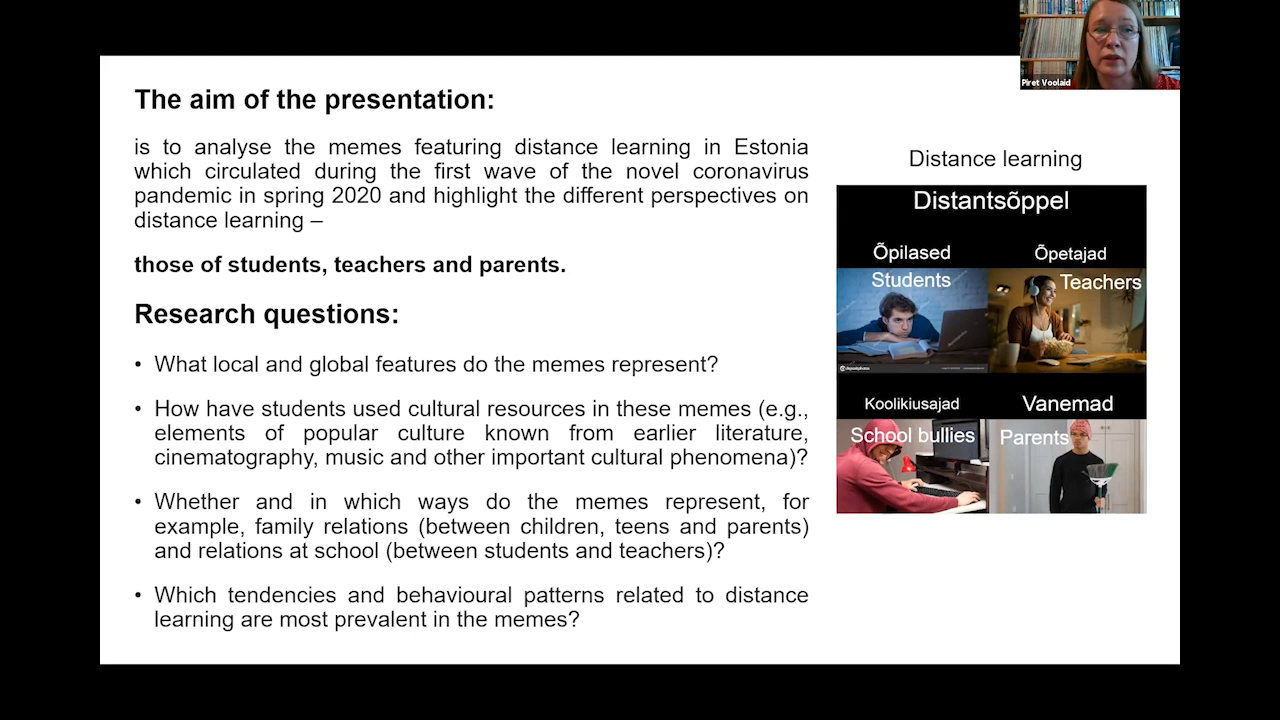 Piret Voolaid
The aim of the presentation:
is to analyse the memes featuring distance learning in Estonia
which circulated during the first wave of the novel coronavirus
pandemic in spring 2020 and highlight the different perspectives on
distance learning –
those of students, teachers and parents.
Research questions:
• What local and global features do the memes represent?
• How have students used cultural resources in these memes (e.g.,
elements of popular culture known from earlier literature,
cinematography, music and other important cultural phenomena)?
• Whether and in which ways do the memes represent, for
example, family relations (between children, teens and parents)
and relations at school (between students and teachers)?
• Which tendencies and behavioural patterns related to distance
learning are most prevalent in the memes?
Distance learning
Distantsõppel
Õpilased
Students
Õpetajad
Teachers
Koolikiusajad
School bullies
Vanemad
Parents